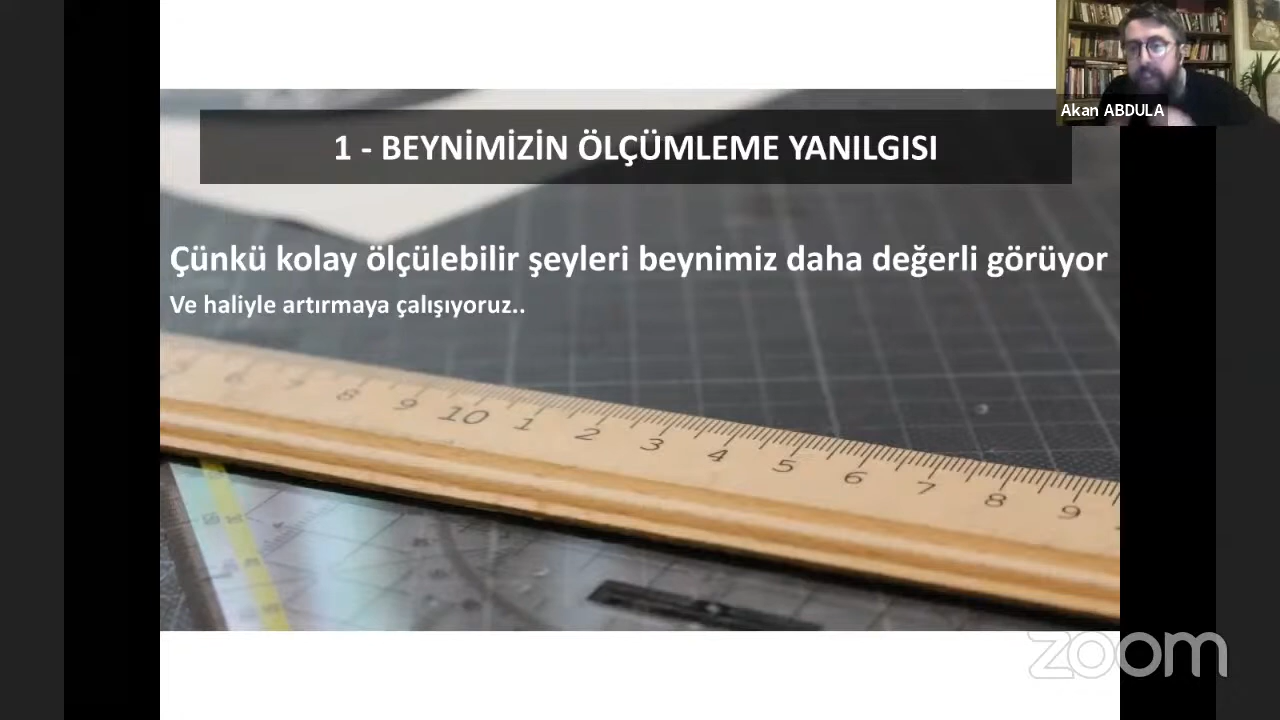 Akan ABDULA
1 - BEYNİMİZİN ÖLÇÜMLEME YANILGISI
Çünkü kolay ölçülebilir şeyleri beynimiz daha değerli görüyor
Ve haliyle artırmaya çalışıyoruz..
8 9 10 1 2 3 4 5 6 7 8 9
zoom